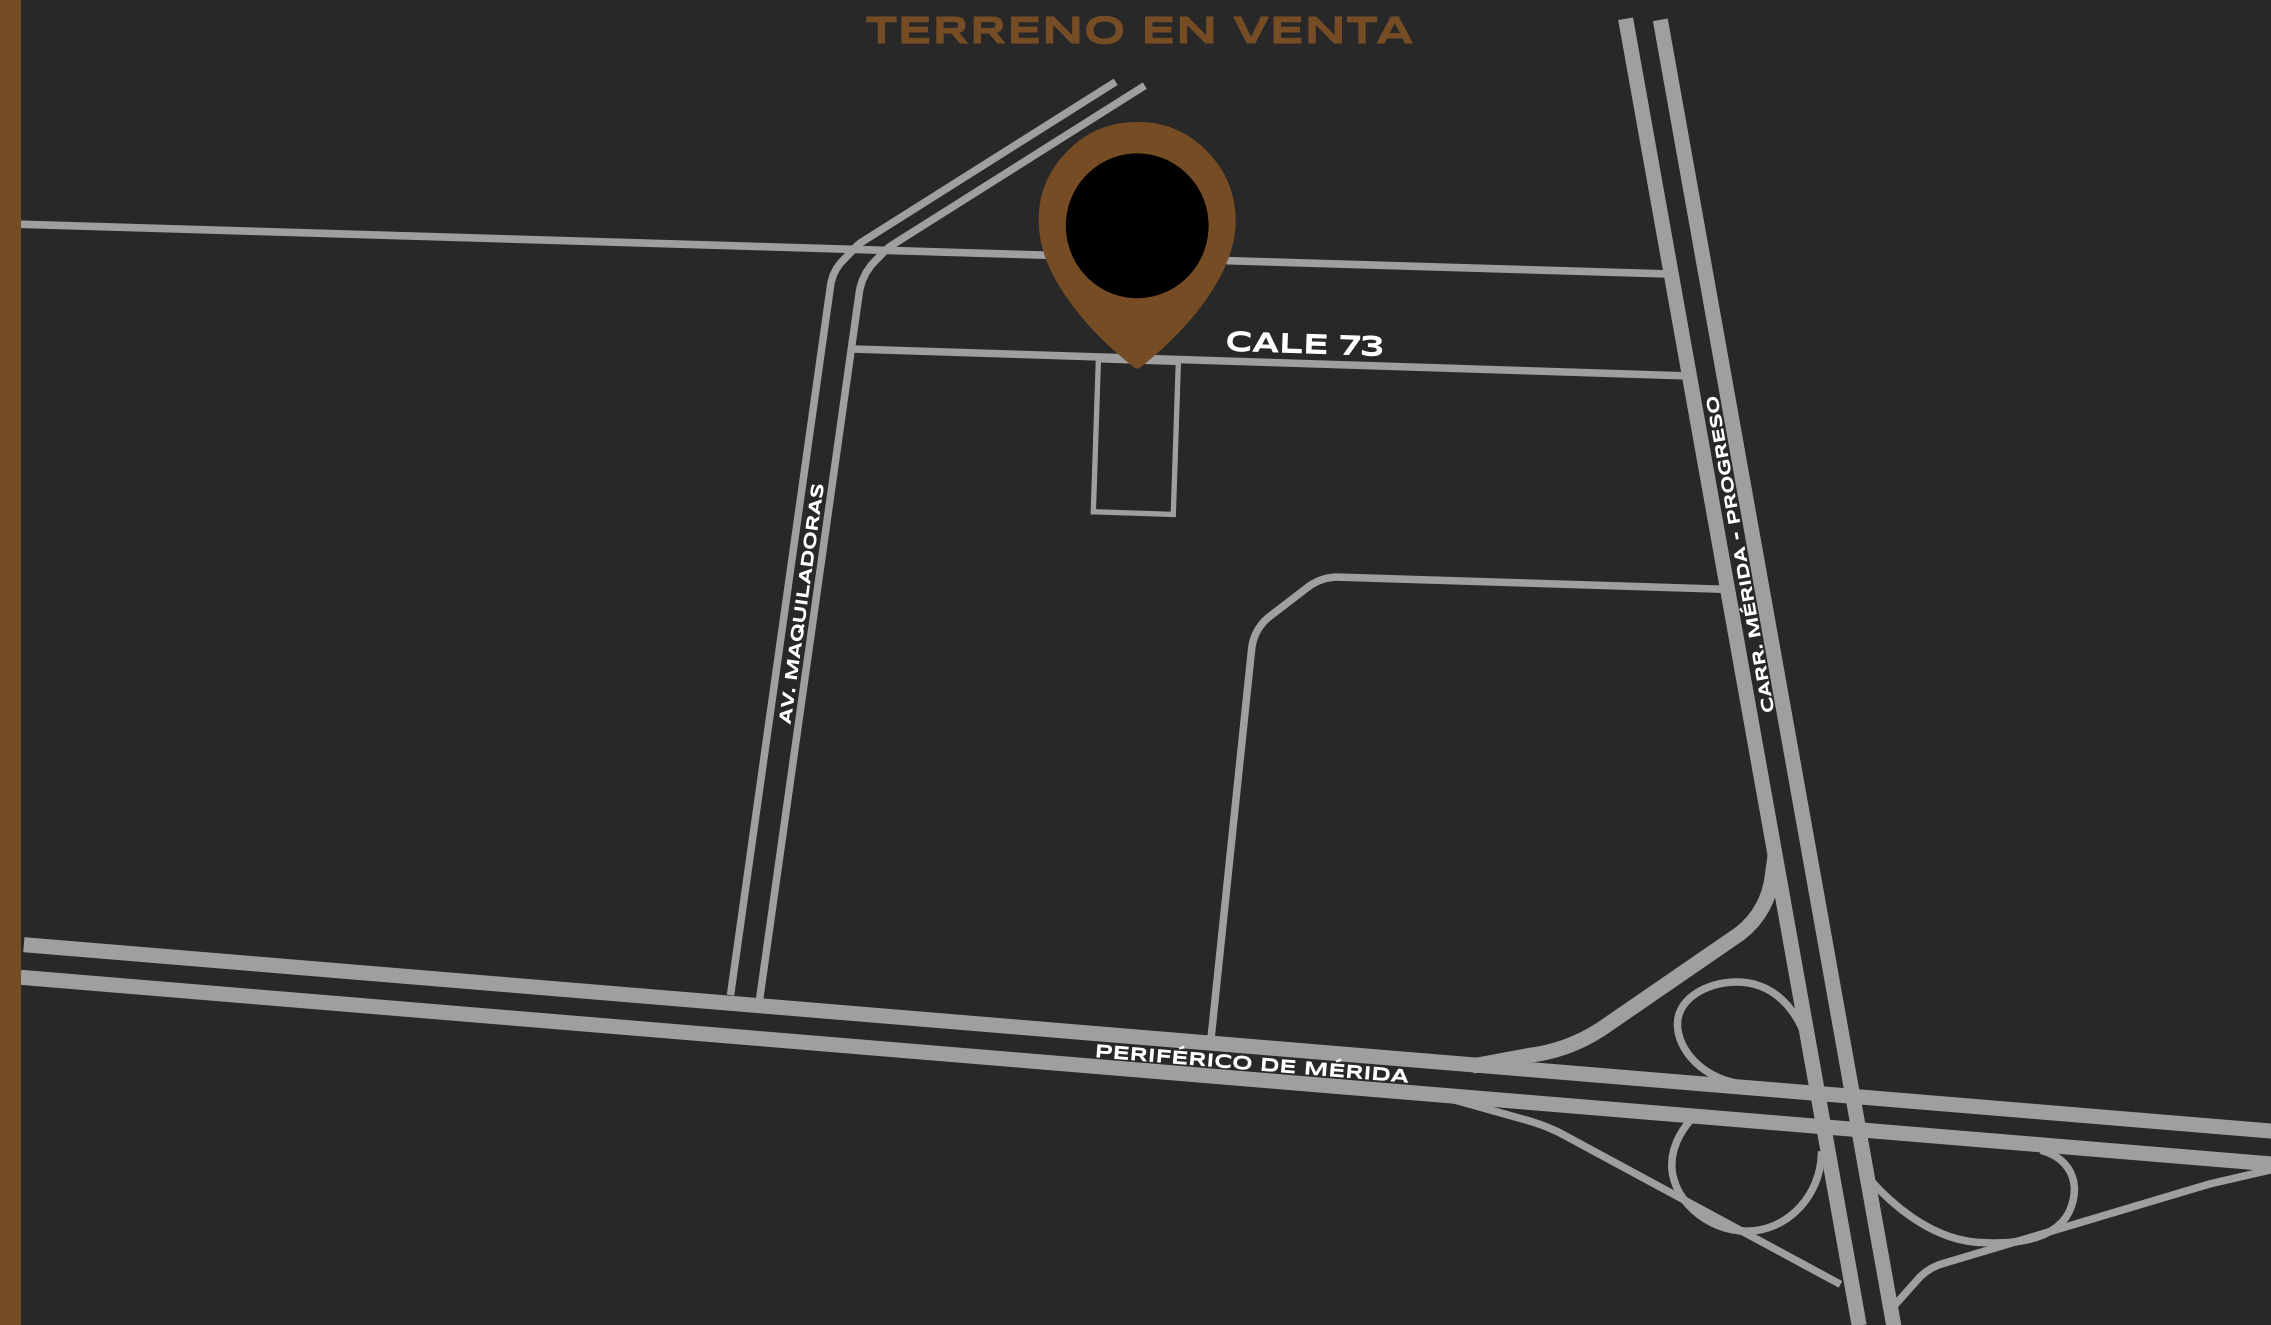 TERRENO EN VENTA
CALE 73
CARR. MÉRIDA - PROGRESO
AV. MAQUILADORAS
PERIFÉRICO DE MÉRIDA